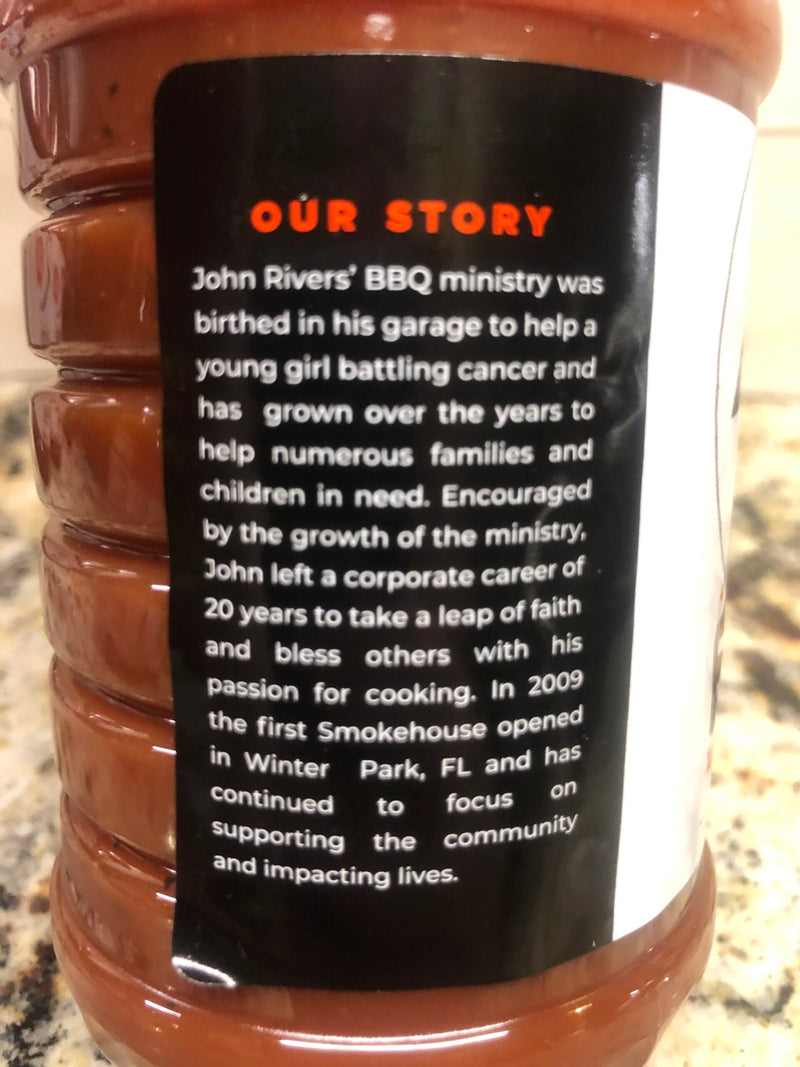 OUR STORY
John Rivers' BBQ ministry was
birthed in his garage to help a
young girl battling cancer and
has grown over the years to
help numerous families and
children in need. Encouraged
by the growth of the ministry,
John left a corporate career of
20 years to take a leap of faith
and bless others with his
passion for cooking. In 2009
the first Smokehouse opened
in Winter Park, FL and has
continued to focus on
supporting the community
and impacting lives.